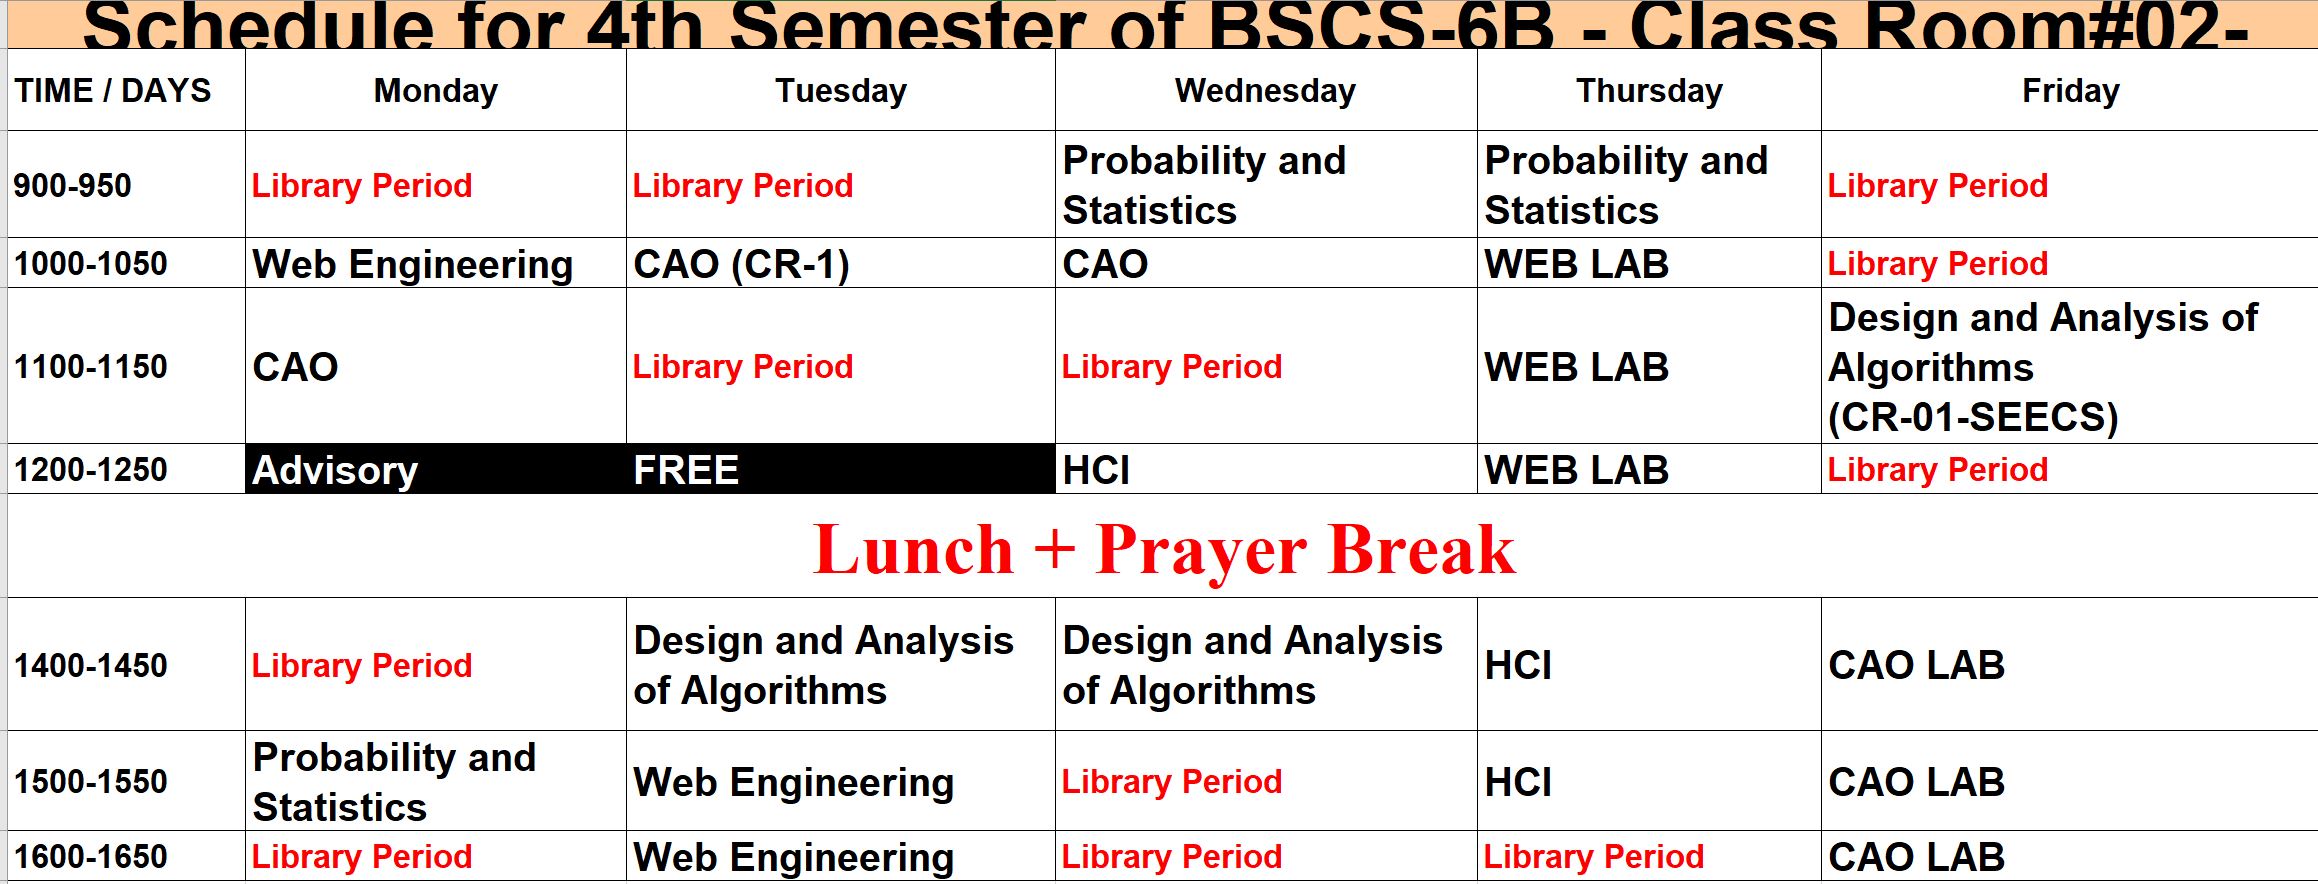 Schedule for 4th Semester of BSCS-6B - Class Room#02-
TIME / DAYS Monday Tuesday Wednesday Thursday Friday
900-950 Library Period Library Period Probability and Statistics Probability and Statistics Library Period
1000-1050 Web Engineering CAO (CR-1) CAO WEB LAB Library Period
1100-1150 CAO Library Period Library Period WEB LAB Design and Analysis of Algorithms (CR-01-SEECS)
1200-1250 Advisory FREE HCI WEB LAB Library Period
Lunch + Prayer Break
1400-1450 Library Period Design and Analysis of Algorithms Design and Analysis of Algorithms HCI CAO LAB
1500-1550 Probability and Statistics Web Engineering Library Period HCI CAO LAB
1600-1650 Library Period Web Engineering Library Period Library Period CAO LAB